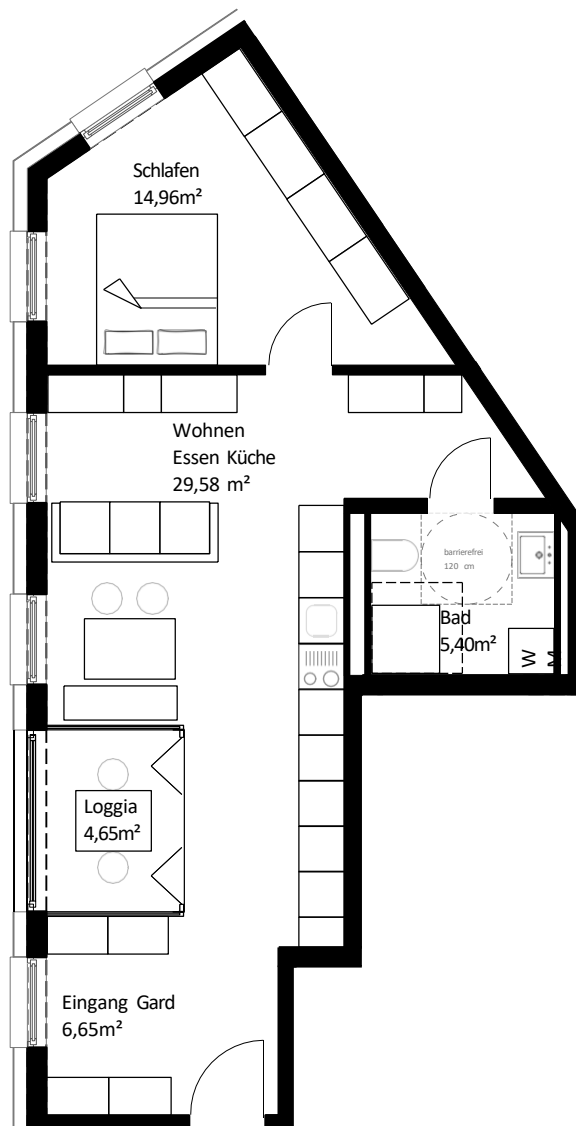 Schlafen
14,96m²
Wohnen
Essen Küche
29,58 m²
barrierefrei
120 cm
Bad
5,40m²
W
M
Loggia
4,65m²
Eingang Gard
6,65m²